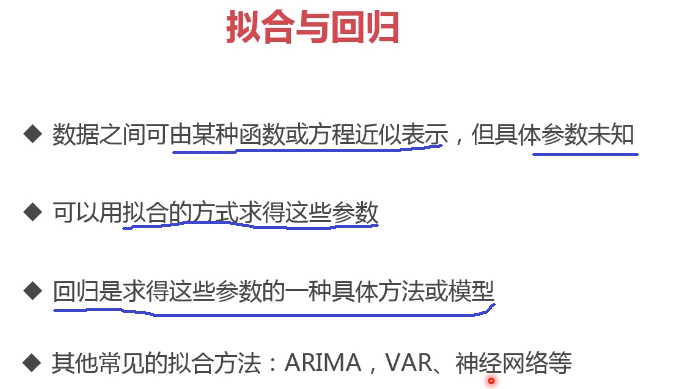 拟合与回归
◆ 数据之间可由某种函数或方程近似表示，但具体参数未知
◆ 可以用拟合的方式求得这些参数
◆ 回归是求得这些参数的一种具体方法或模型
◆ 其他常见的拟合方法：ARIMA，VAR、神经网络等